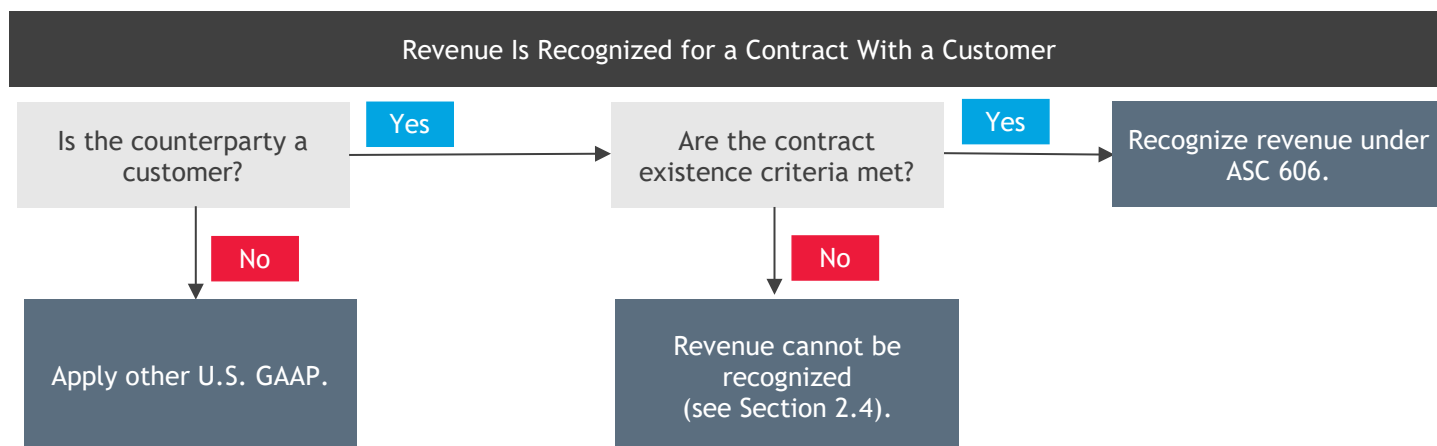 Revenue Is Recognized for a Contract With a Customer
Is the counterparty a
customer?
Yes
Are the contract
existence criteria met?
Yes
Recognize revenue under
ASC 606.
No
No
Apply other U.S. GAAP.
Revenue cannot be
recognized
(see Section 2.4).